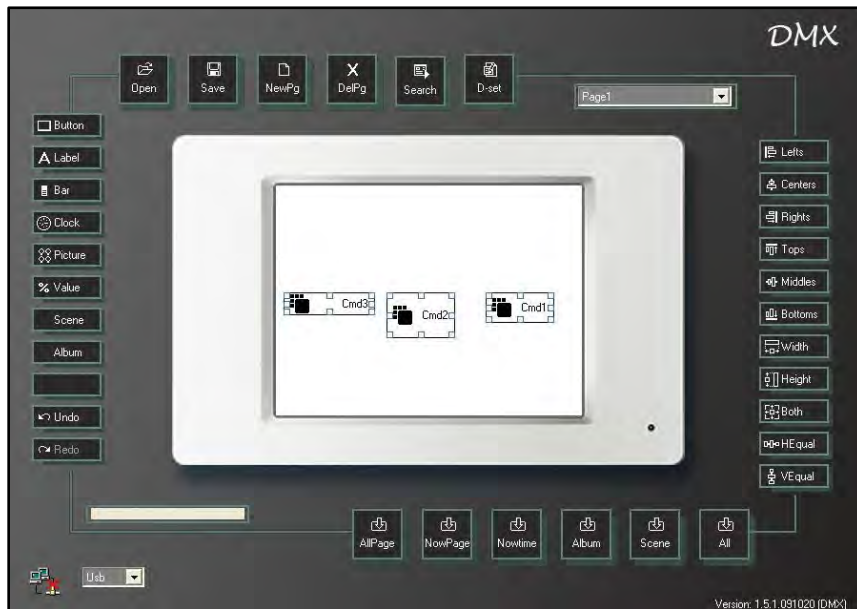 DMX
Open
Save
NewPg
DelPg
Search
D-set
Page1
Button
Label
Bar
Clock
Picture
% Value
Scene
Album
Undo
Redo
Cmd3
Cmd2
Cmd1
Lefts
Centers
Rights
Tops
Middles
Bottoms
Width
Height
Both
HEqual
VEqual
AllPage
NowPage
Nowtime
Album
Scene
All
Usb
Version: 1.5.1.091020 (DMX)